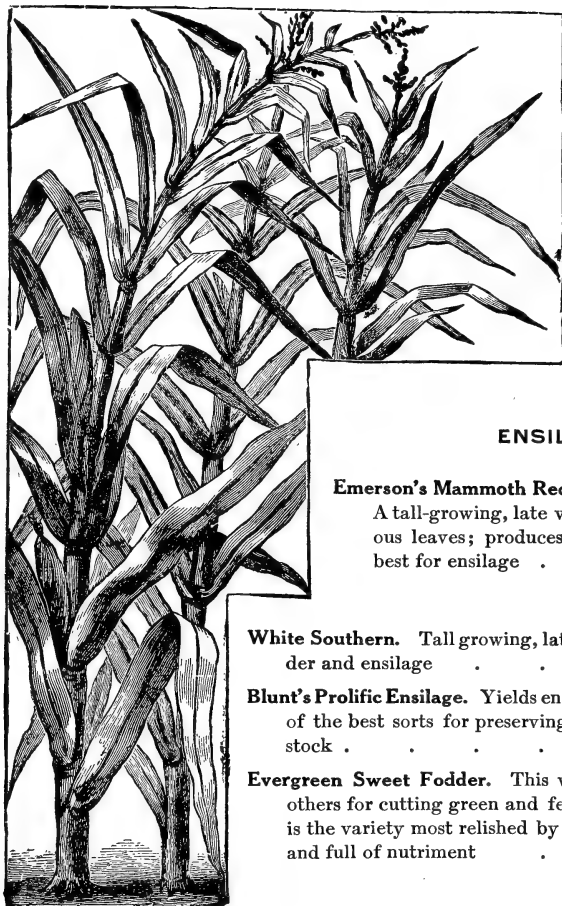 ENSIL
Emerson's Mammoth Red
A tall-growing, late v
ous leaves; produces
best for ensilage .
White Southern. Tall growing, lat
der and ensilage . .
Blunt's Prolific Ensilage. Yields en
of the best sorts for preserving
stock . . . .
Evergreen Sweet Fodder. This v
others for cutting green and fe
is the variety most relished by
and full of nutriment .